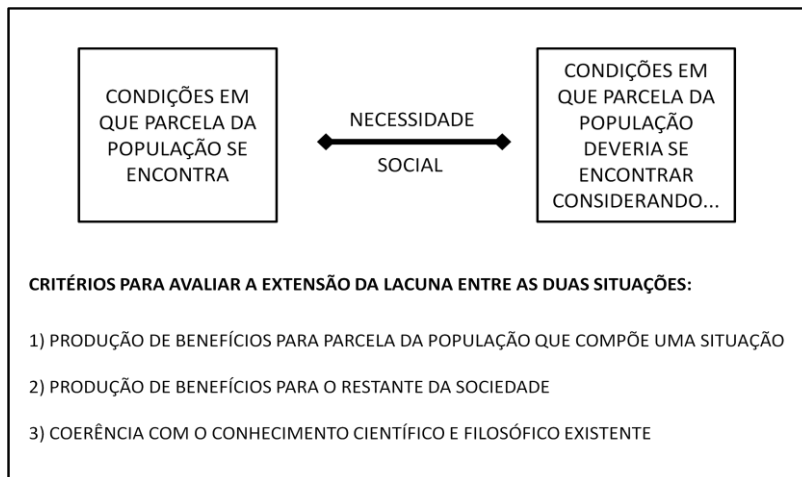 CONDIÇÕES EM
QUE PARCELA DA
POPULAÇÃO SE
ENCONTRA
NECESSIDADE
SOCIAL
CONDIÇÕES EM
QUE PARCELA DA
POPULAÇÃO
DEVERIA SE
ENCONTRAR
CONSIDERANDO...
CRITÉRIOS PARA AVALIAR A EXTENSÃO DA LACUNA ENTRE AS DUAS SITUAÇÕES:
1) PRODUÇÃO DE BENEFÍCIOS PARA PARCELA DA POPULAÇÃO QUE COMPÕE UMA SITUAÇÃO
2) PRODUÇÃO DE BENEFÍCIOS PARA O RESTANTE DA SOCIEDADE
3) COERÊNCIA COM O CONHECIMENTO CIENTÍFICO E FILOSÓFICO EXISTENTE